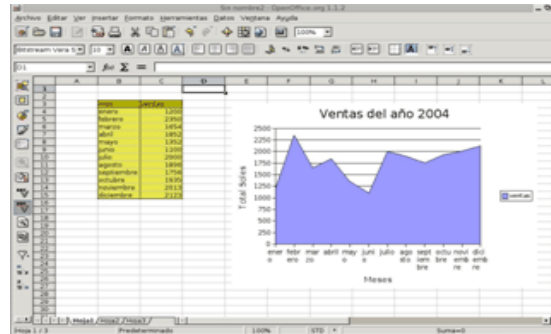 Sin nombre2 - OpenOffice.org 1.1.2
Archivo Editar Ver Insertar Formato Herramientas Datos Ventana Ayuda
100%
Bitstream Vera S 10
D1
A B C D E F G H I J K L
mes ventas
enero 1200
febrero 2350
marzo 1654
abril 1852
mayo 1352
junio 1100
julio 2000
agosto 1898
septiembre 1756
octubre 1935
noviembre 2013
diciembre 2123
Ventas del año 2004
Total Soles
2500
2250
2000
1750
1500
1250
1000
750
500
250
0
ener o febr ero mar zo abril may o juni o julio ago sto sept iem bre octu bre novi emb re dici emb re
Meses
ventas
Hoja1 Hoja2 Hoja3
Hoja 1 / 3 Predeterminado 100% STD * Suma=0